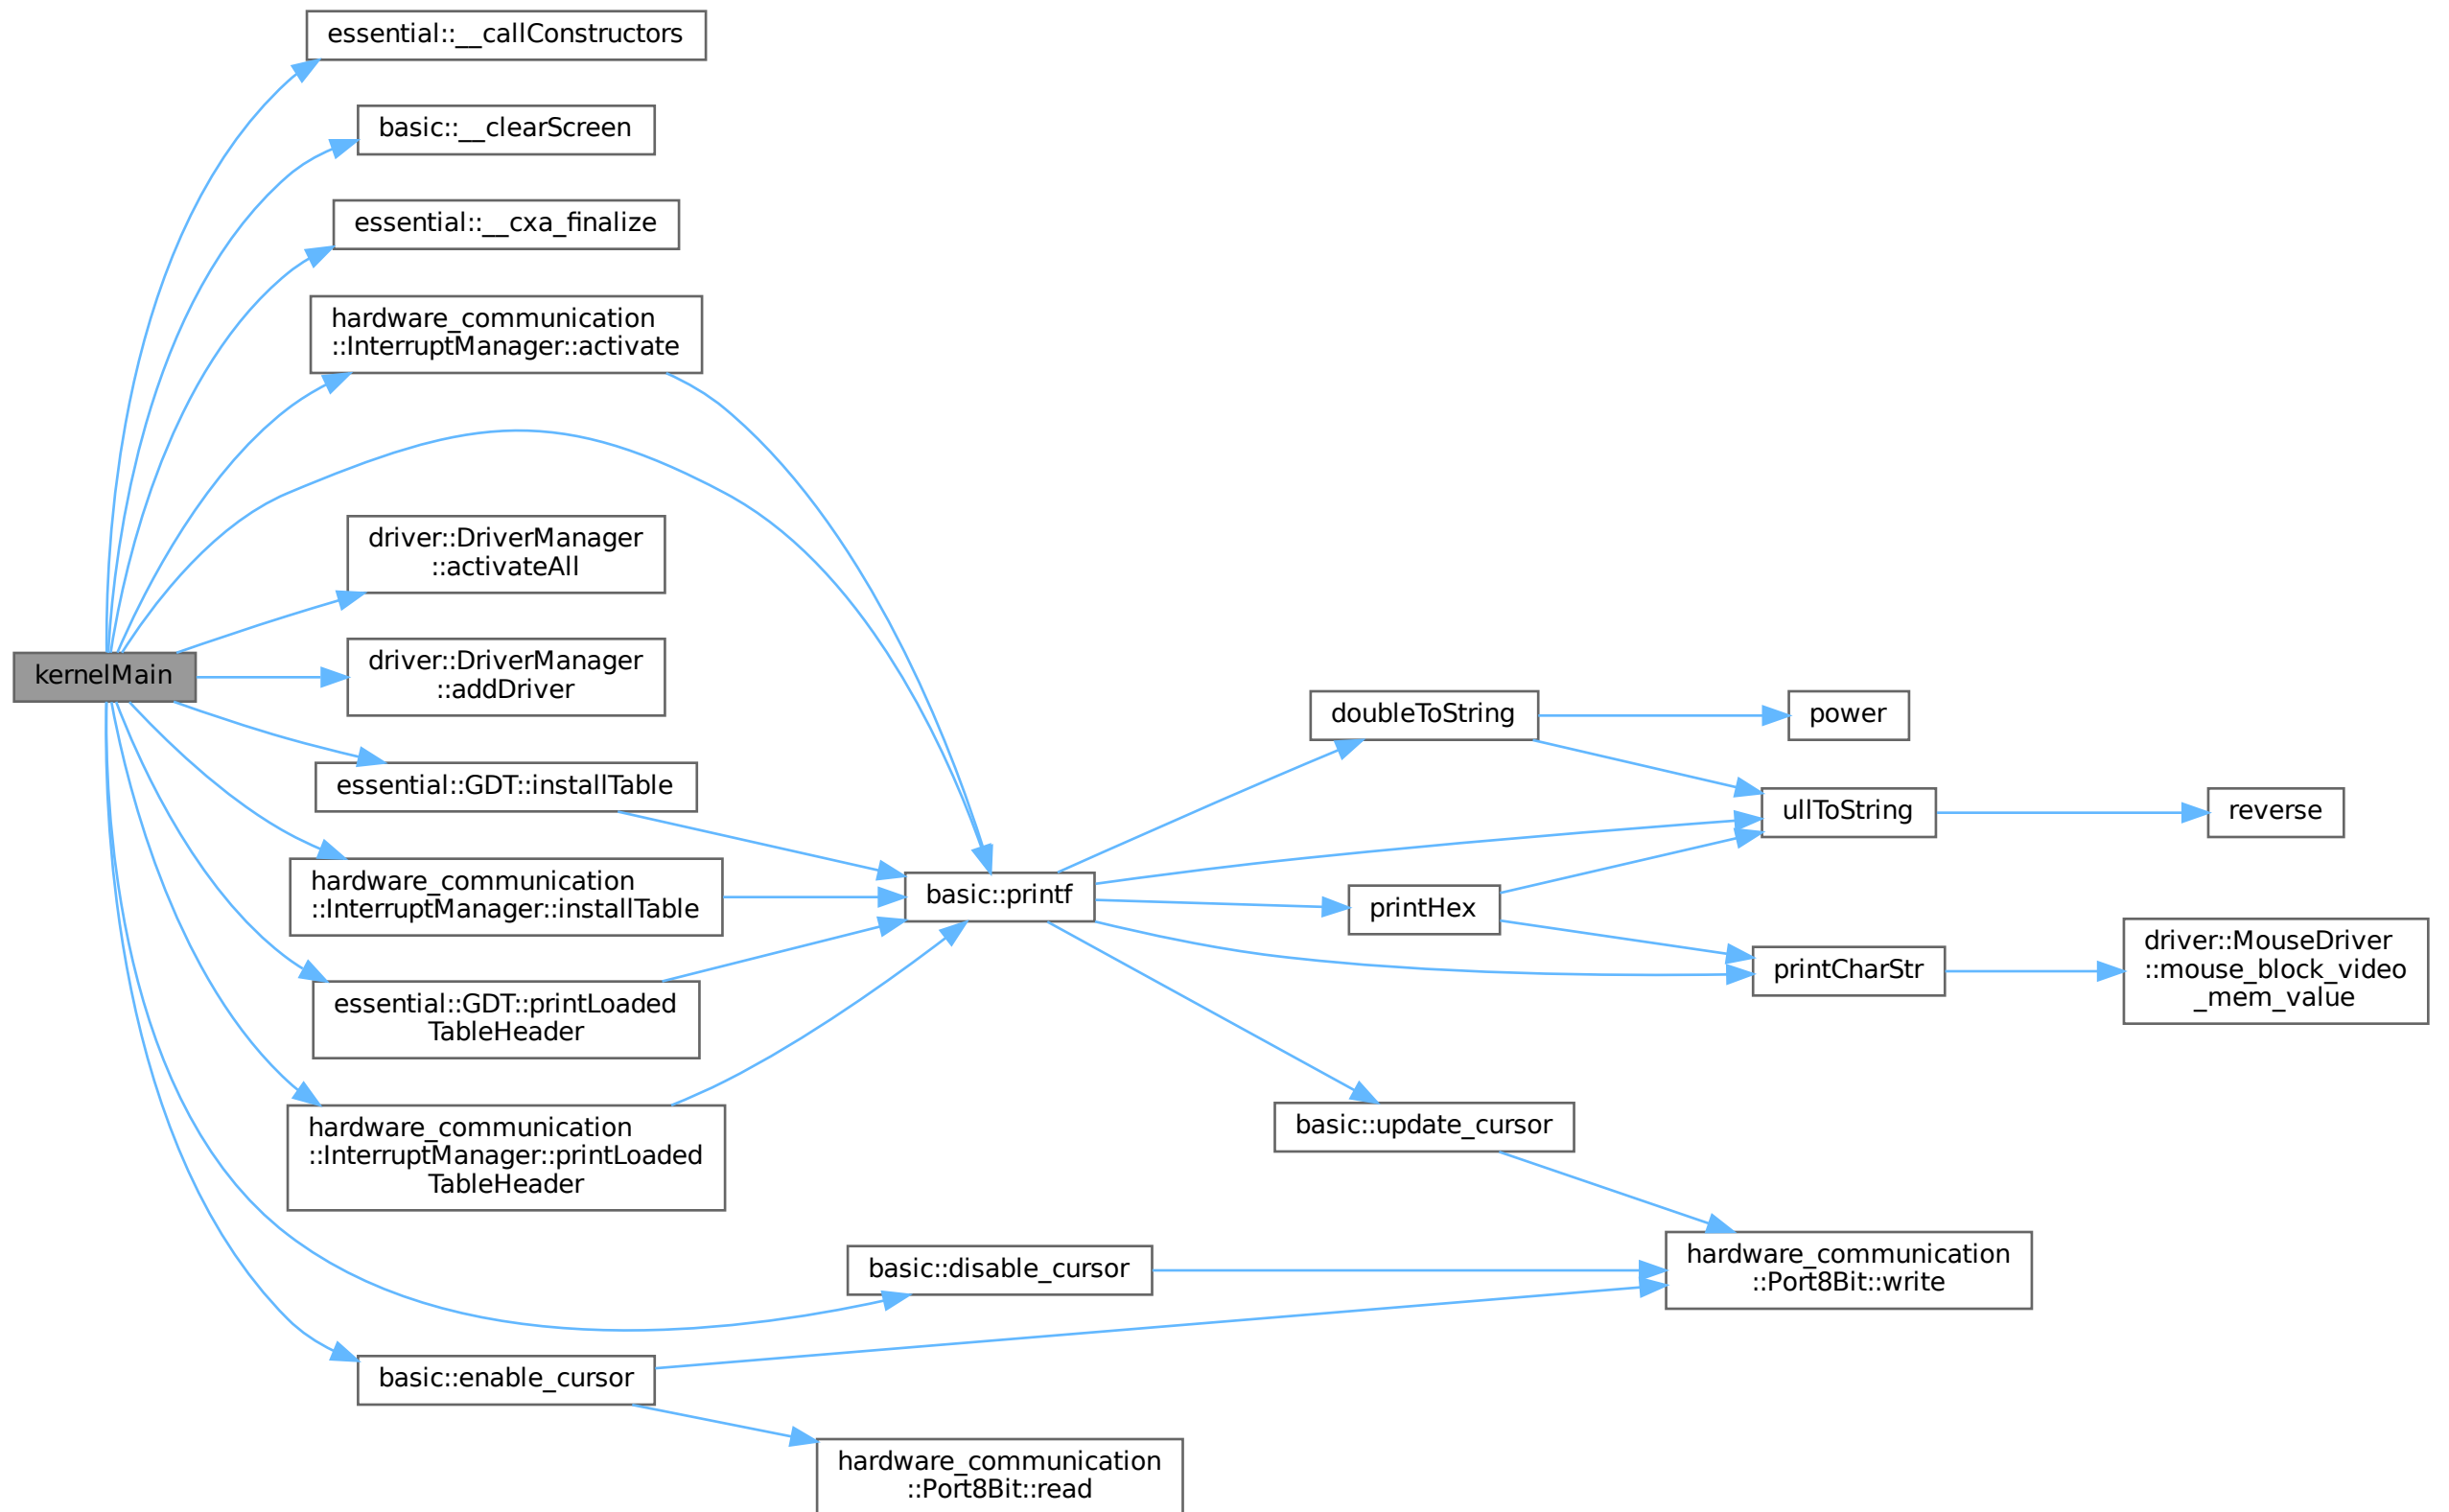 essential::__callConstructors
basic::__clearScreen
essential::__cxa_finalize
hardware_communication
::InterruptManager::activate
driver::DriverManager
::activateAll
kernelMain
driver::DriverManager
::addDriver
essential::GDT::installTable
hardware_communication
::InterruptManager::installTable
essential::GDT::printLoaded
TableHeader
hardware_communication
::InterruptManager::printLoaded
TableHeader
basic::disable_cursor
basic::enable_cursor
hardware_communication
::Port8Bit::read
basic::printf
doubleToString
printHex
basic::update_cursor
power
ullToString
printCharStr
hardware_communication
::Port8Bit::write
reverse
driver::MouseDriver
::mouse_block_video
_mem_value